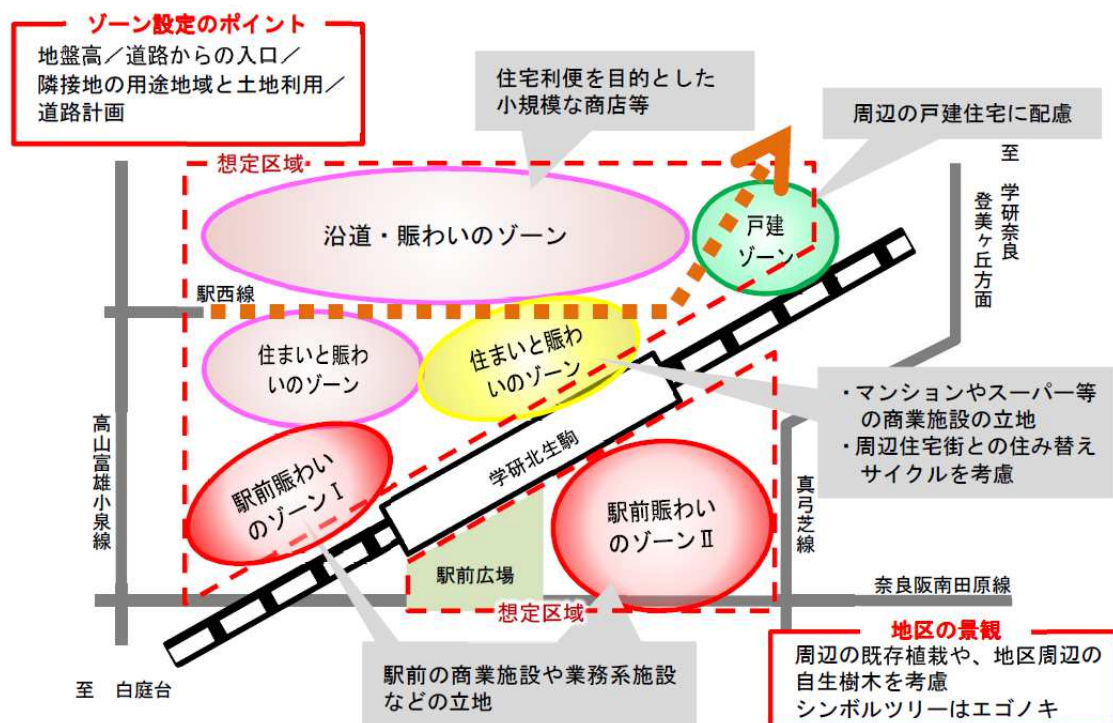 ゾーン設定のポイント
地盤高／道路からの入口／
隣接地の用途地域と土地利用／
道路計画
住宅利便を目的とした
小規模な商店等
周辺の戸建住宅に配慮
至 学研奈良
登美ヶ丘方面
想定区域
沿道・賑わいのゾーン
戸建
ゾーン
駅西線
住まいと賑わ
いのゾーン
住まいと賑わ
いのゾーン
・マンションやスーパー等
の商業施設の立地
・周辺住宅街との住み替え
サイクルを考慮
高山富雄小泉線
駅前賑わい
のゾーンⅠ
学研北生駒
駅前賑わい
のゾーンⅡ
真弓芝線
駅前広場
奈良阪南田原線
想定区域
駅前の商業施設や業務系施設
などの立地
至 白庭台
地区の景観
周辺の既存植栽や、地区周辺の
自生樹木を考慮
シンボルツリーはエゴノキ